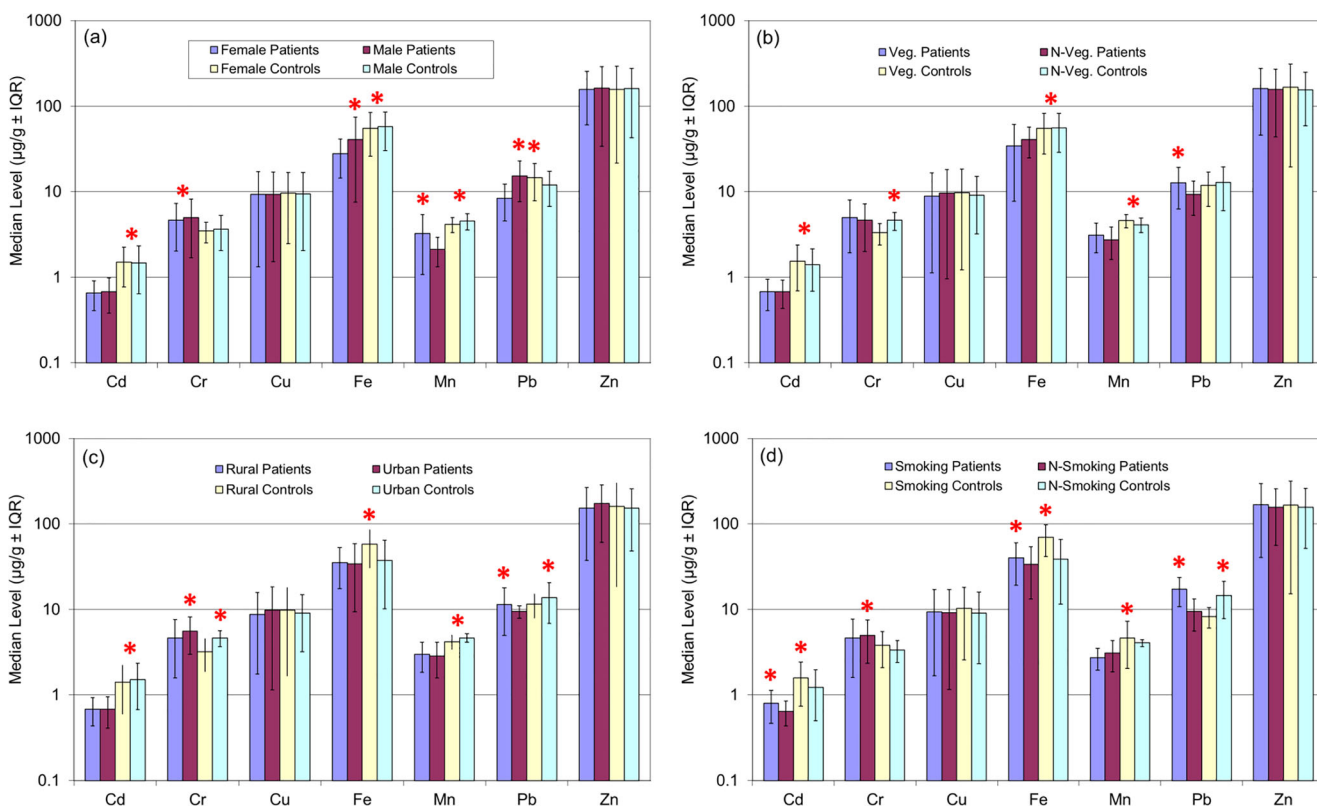 (a)
Female Patients Male Patients
Female Controls Male Controls
Median Level (µg/g ± IQR)
1000
100
10
1
0.1
Cd Cr Cu Fe Mn Pb Zn
(b)
Veg. Patients N-Veg. Patients
Veg. Controls N-Veg. Controls
Median Level (µg/g ± IQR)
1000
100
10
1
0.1
Cd Cr Cu Fe Mn Pb Zn
(c)
Rural Patients Urban Patients
Rural Controls Urban Controls
Median Level (µg/g ± IQR)
1000
100
10
1
0.1
Cd Cr Cu Fe Mn Pb Zn
(d)
Smoking Patients N-Smoking Patients
Smoking Controls N-Smoking Controls
Median Level (µg/g ± IQR)
1000
100
10
1
0.1
Cd Cr Cu Fe Mn Pb Zn